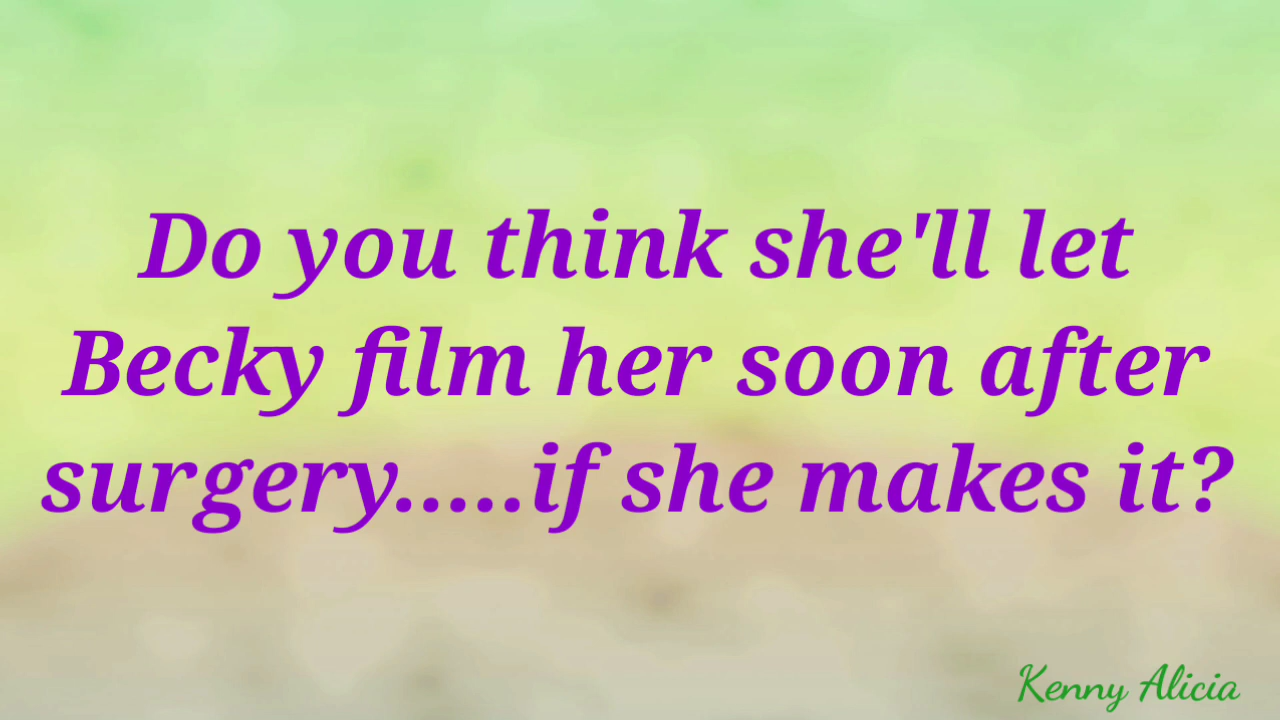 Do you think she'll let
Becky film her soon after
surgery.....if she makes it?
Kenny Alicia